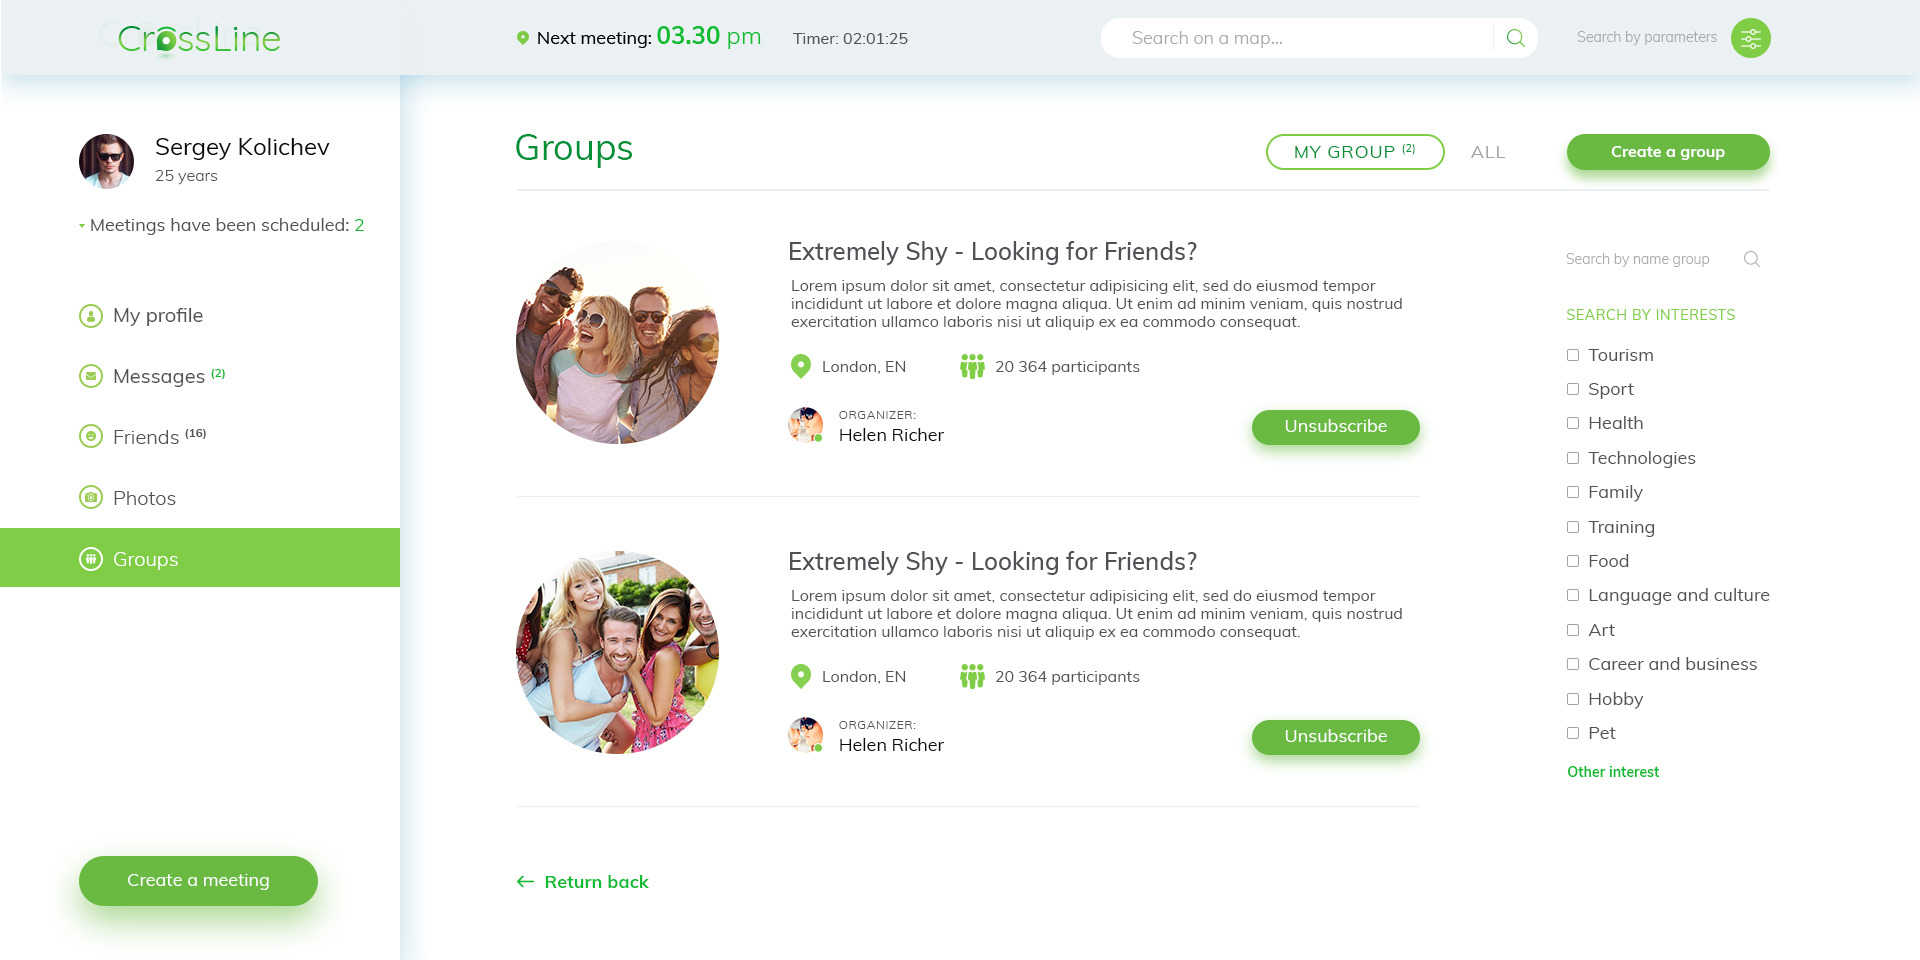 CrossLine
Next meeting: 03.30 pm
Timer: 02:01:25
Search on a map...
Search by parameters
Sergey Kolichev
25 years
Meetings have been scheduled: 2
My profile
Messages (2)
Friends (16)
Photos
Groups
Create a meeting
Groups
MY GROUP (2)
ALL
Create a group
Extremely Shy - Looking for Friends?
Lorem ipsum dolor sit amet, consectetur adipisicing elit, sed do eiusmod tempor
incididunt ut labore et dolore magna aliqua. Ut enim ad minim veniam, quis nostrud
exercitation ullamco laboris nisi ut aliquip ex ea commodo consequat.
London, EN
20 364 participants
ORGANIZER:
Helen Richer
Unsubscribe
Extremely Shy - Looking for Friends?
Lorem ipsum dolor sit amet, consectetur adipisicing elit, sed do eiusmod tempor
incididunt ut labore et dolore magna aliqua. Ut enim ad minim veniam, quis nostrud
exercitation ullamco laboris nisi ut aliquip ex ea commodo consequat.
London, EN
20 364 participants
ORGANIZER:
Helen Richer
Unsubscribe
Return back
Search by name group
SEARCH BY INTERESTS
Tourism
Sport
Health
Technologies
Family
Training
Food
Language and culture
Art
Career and business
Hobby
Pet
Other interest